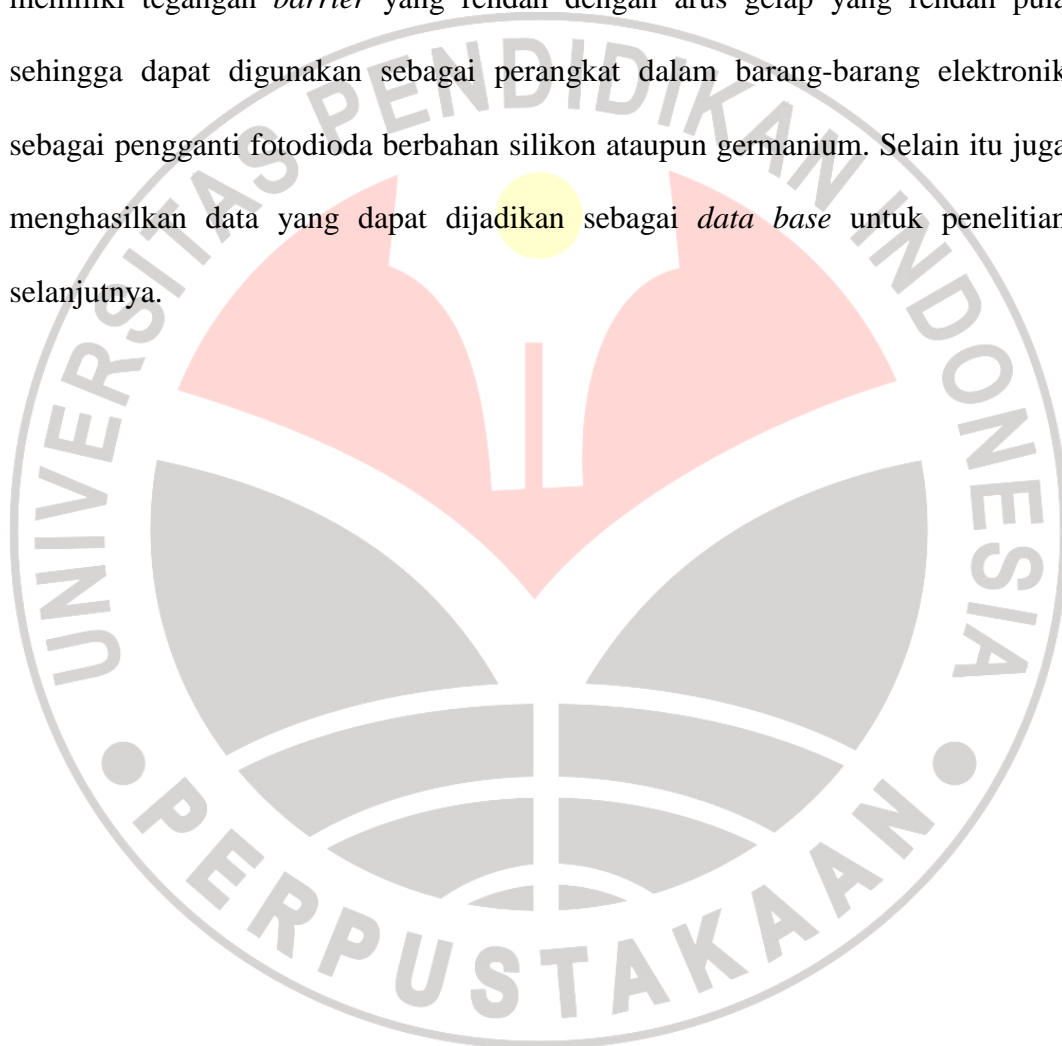 memiliki tegangan barrier yang rendah dengan arus gelap yang rendah pula
sehingga dapat digunakan sebagai perangkat dalam barang-barang elektronik
sebagai pengganti fotodioda berbahan silikon ataupun germanium. Selain itu juga
menghasilkan data yang dapat dijadikan sebagai data base untuk penelitian
selanjutnya.
UNIVERSITAS PENDIDIKAN INDONESIA
PERPUSTAKAAN